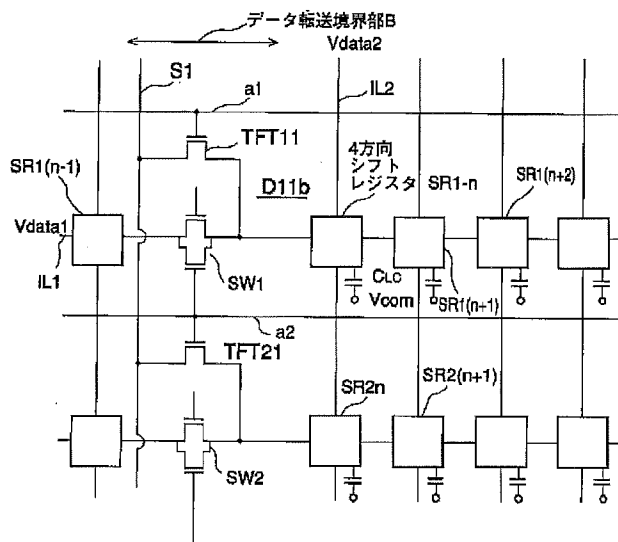 データ転送境界部B
Vdata2
S1
a1
IL2
TFT11
SR1(n-1)
4方向
シフト
レジスタ
SR1-n
SR1(n+2)
D11b
Vdata1
IL1
SW1
CLC
Vcom
SR1(n+1)
a2
TFT21
SR2n
SR2(n+1)
SW2